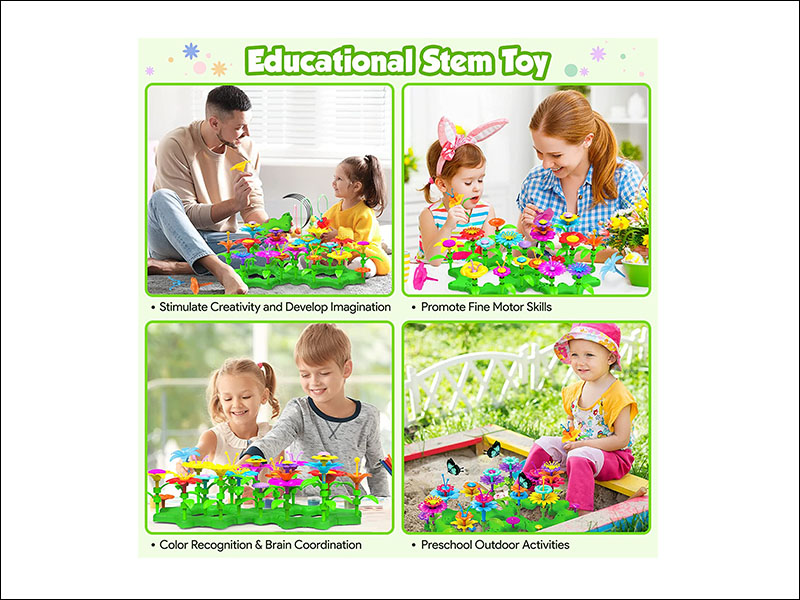 Educational Stem Toy
• Stimulate Creativity and Develop Imagination
• Promote Fine Motor Skills
• Color Recognition & Brain Coordination
• Preschool Outdoor Activities